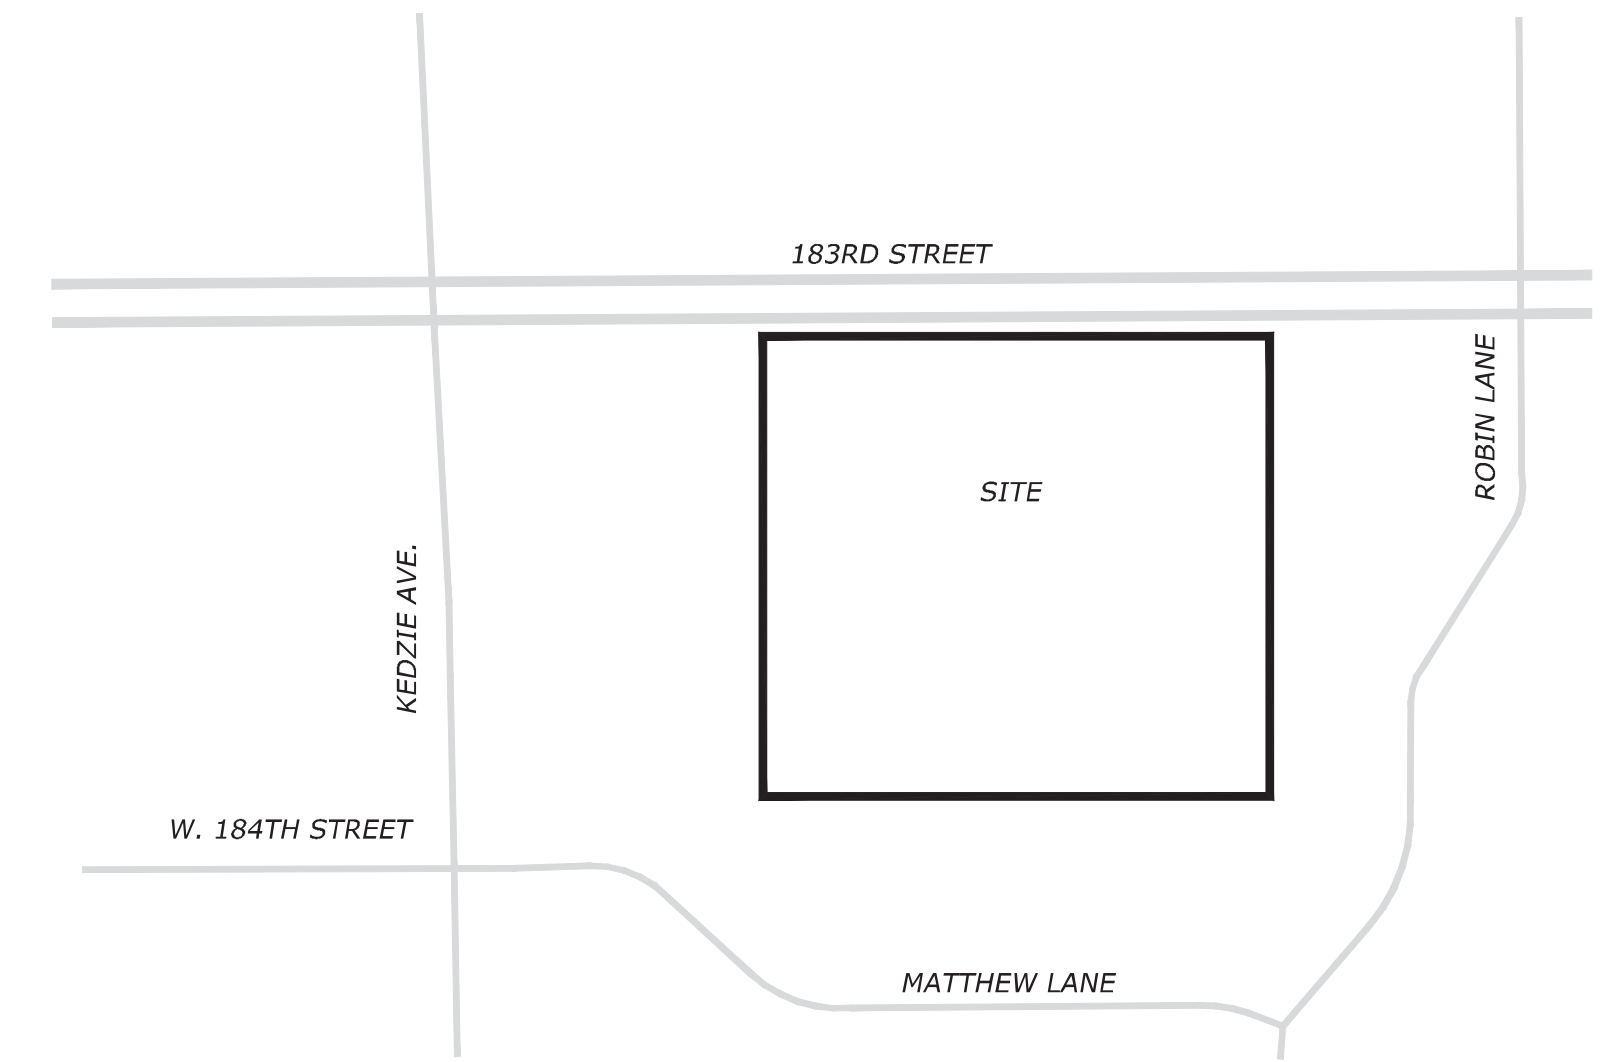 183RD STREET
ROBIN LANE
SITE
KEDZIE AVE.
W. 184TH STREET
MATTHEW LANE